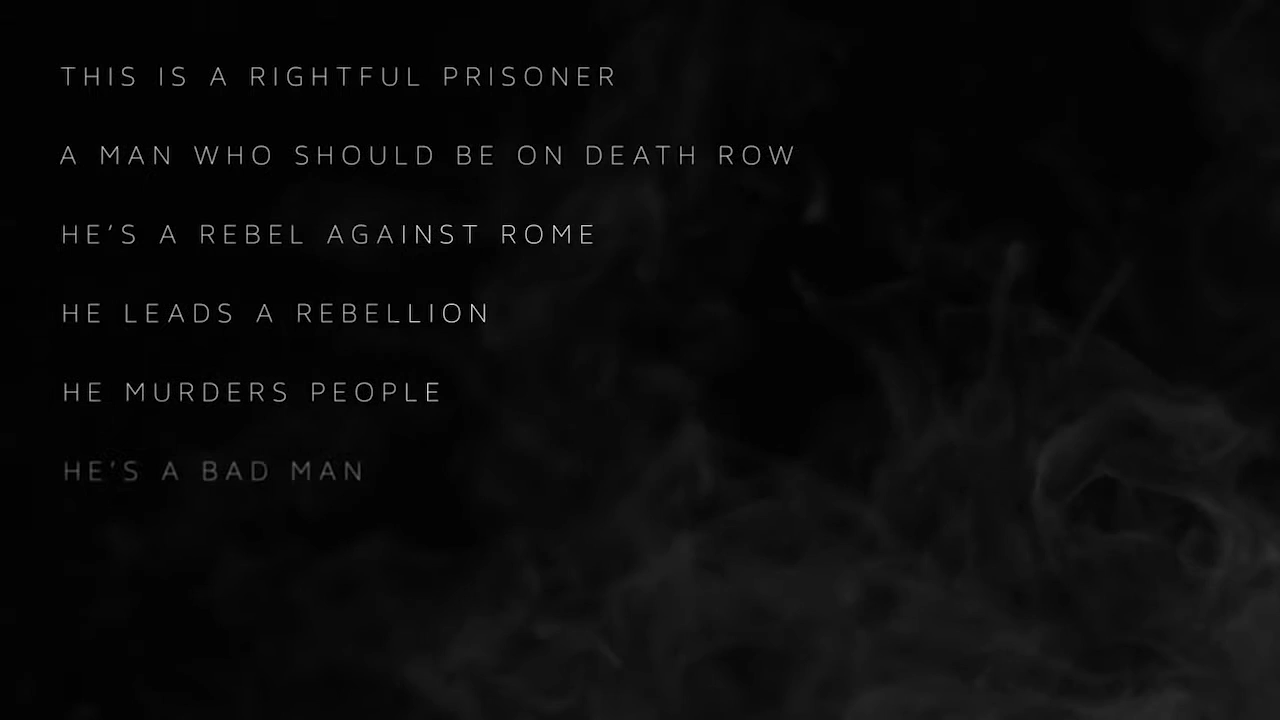 THIS IS A RIGHTFUL PRISONER
A MAN WHO SHOULD BE ON DEATH ROW
HE’S A REBEL AGAINST ROME
HE LEADS A REBELLION
HE MURDERS PEOPLE
HE’S A BAD MAN